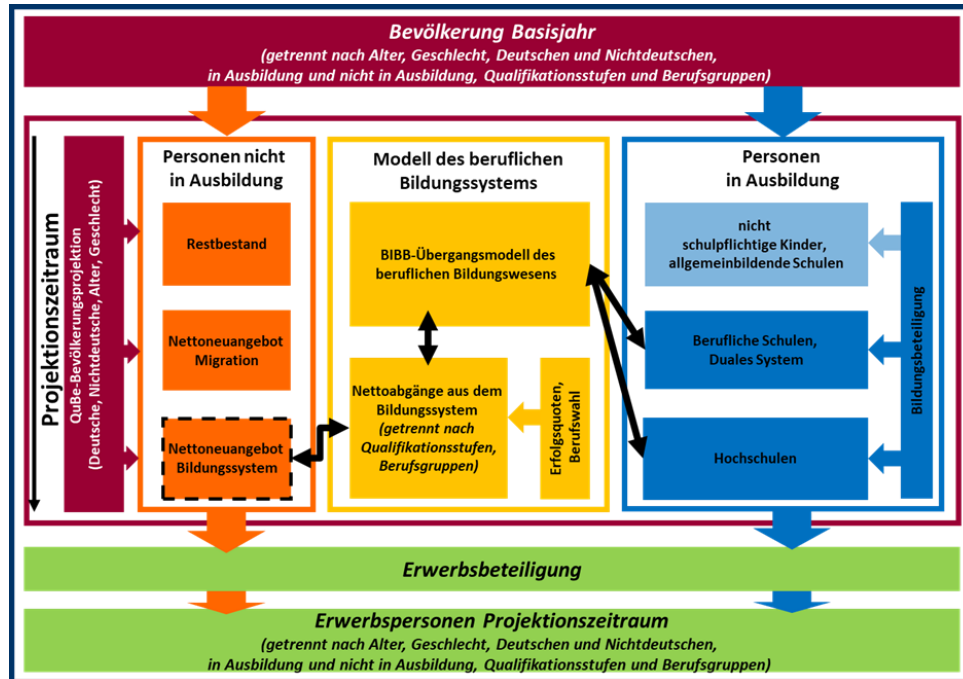 Bevölkerung Basisjahr
(getrennt nach Alter, Geschlecht, Deutschen und Nichtdeutschen,
in Ausbildung und nicht in Ausbildung, Qualifikationsstufen und Berufsgruppen)
Projektionszeitraum
QuBe-Bevölkerungsprojektion
(Deutsche, Nichtdeutsche, Alter, Geschlecht)
Personen nicht
in Ausbildung
Restbestand
Nettoneuangebot
Migration
Nettoneuangebot
Bildungssystem
Modell des beruflichen
Bildungssystems
BIBB-Übergangsmodell des
beruflichen Bildungswesens
Nettoabgänge aus dem
Bildungssystem
(getrennt nach
Qualifikationsstufen,
Berufsgruppen)
Erfolgsquoten,
Berufswahl
Personen
in Ausbildung
nicht
schulpflichtige Kinder,
allgemeinbildende Schulen
Berufliche Schulen,
Duales System
Hochschulen
Bildungsbeteiligung
Erwerbsbeteiligung
Erwerbspersonen Projektionszeitraum
(getrennt nach Alter, Geschlecht, Deutschen und Nichtdeutschen,
in Ausbildung und nicht in Ausbildung, Qualifikationsstufen und Berufsgruppen)